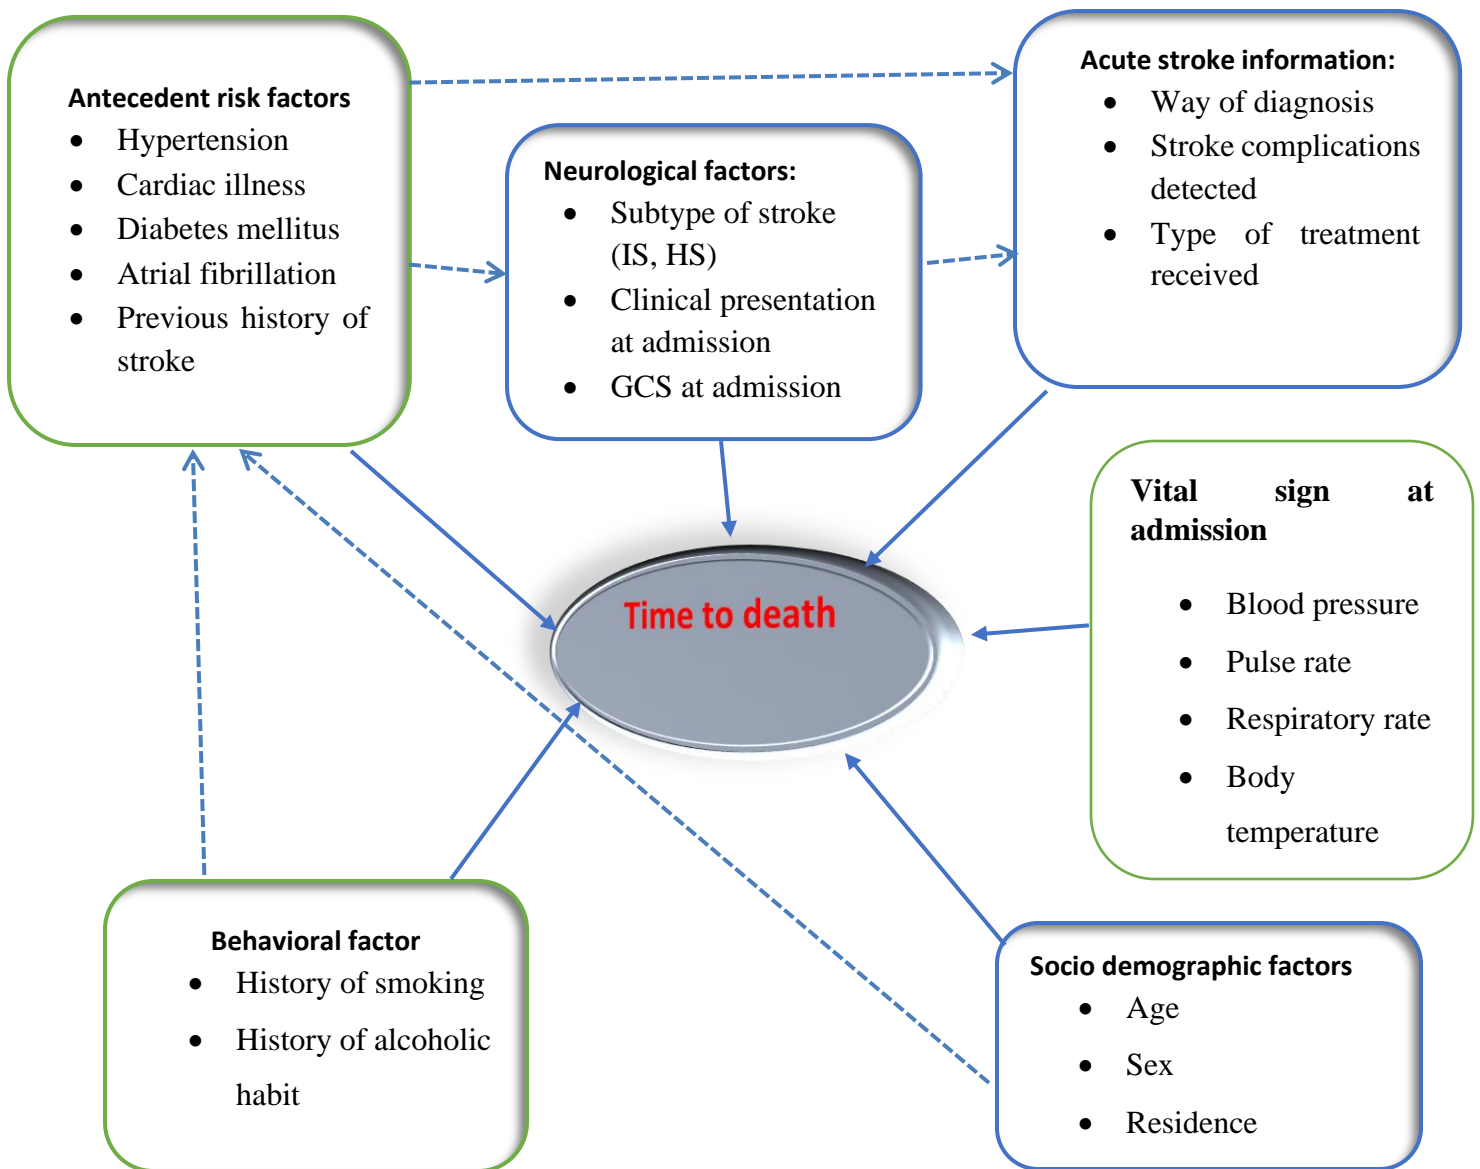 Antecedent risk factors
• Hypertension
• Cardiac illness
• Diabetes mellitus
• Atrial fibrillation
• Previous history of
stroke
Neurological factors:
• Subtype of stroke
(IS, HS)
• Clinical presentation
at admission
• GCS at admission
Acute stroke information:
• Way of diagnosis
• Stroke complications
detected
• Type of treatment
received
Vital sign at
admission
• Blood pressure
• Pulse rate
• Respiratory rate
• Body
temperature
Time to death
Behavioral factor
• History of smoking
• History of alcoholic
habit
Socio demographic factors
• Age
• Sex
• Residence